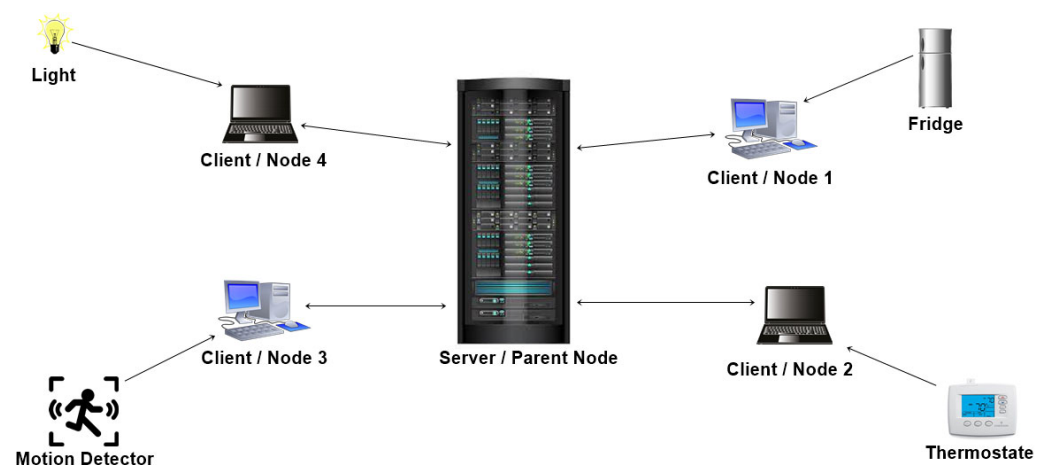 Light
Fridge
Client / Node 4
Client / Node 1
Client / Node 3
Server / Parent Node
Client / Node 2
Motion Detector
Thermostate